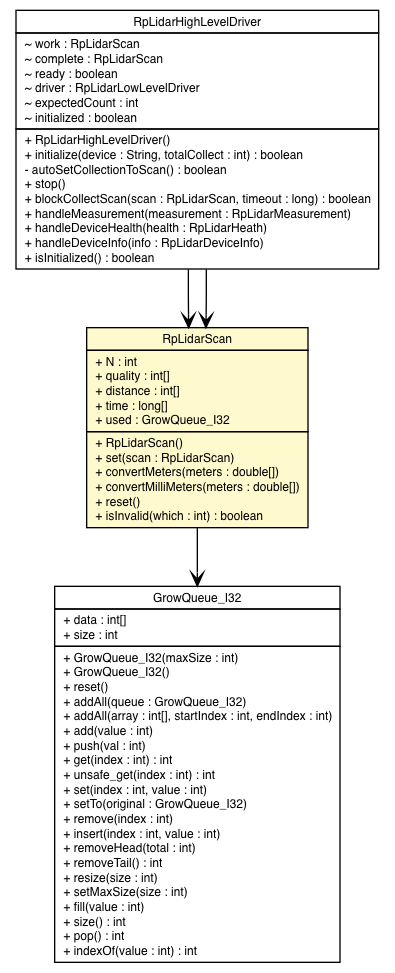 RpLidarHighLevelDriver
~ work : RpLidarScan
~ complete : RpLidarScan
~ ready : boolean
~ driver : RpLidarLowLevelDriver
~ expectedCount : int
~ initialized : boolean
+ RpLidarHighLevelDriver()
+ initialize(device : String, totalCollect : int) : boolean
- autoSetCollectionToScan() : boolean
+ stop()
+ blockCollectScan(scan : RpLidarScan, timeout : long) : boolean
+ handleMeasurement(measurement : RpLidarMeasurement)
+ handleDeviceHealth(health : RpLidarHeath)
+ handleDeviceInfo(info : RpLidarDeviceInfo)
+ isInitialized() : boolean
RpLidarScan
+ N : int
+ quality : int[]
+ distance : int[]
+ time : long[]
+ used : GrowQueue_I32
+ RpLidarScan()
+ set(scan : RpLidarScan)
+ convertMeters(meters : double[])
+ convertMilliMeters(meters : double[])
+ reset()
+ isInvalid(which : int) : boolean
GrowQueue_I32
+ data : int[]
+ size : int
+ GrowQueue_I32(maxSize : int)
+ GrowQueue_I32()
+ reset()
+ addAll(queue : GrowQueue_I32)
+ addAll(array : int[], startIndex : int, endIndex : int)
+ add(value : int)
+ push(val : int)
+ get(index : int) : int
+ unsafe_get(index : int) : int
+ set(index : int, value : int)
+ setTo(original : GrowQueue_I32)
+ remove(index : int)
+ insert(index : int, value : int)
+ removeHead(total : int)
+ removeTail() : int
+ resize(size : int)
+ setMaxSize(size : int)
+ fill(value : int)
+ size() : int
+ pop() : int
+ indexOf(value : int) : int